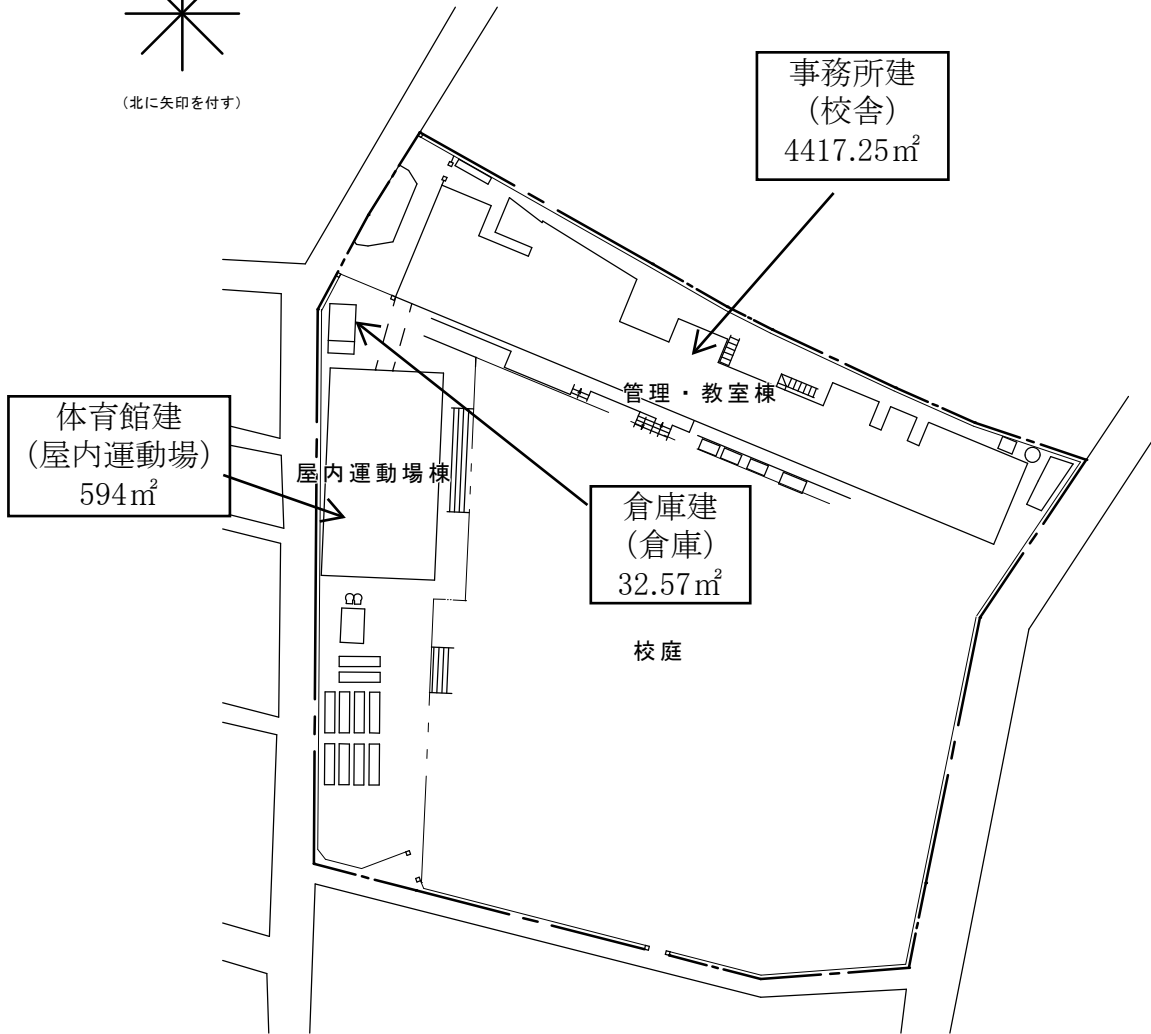 (北に矢印を付す)
事務所建
(校舎)
4417.25㎡
管理・教室棟
体育館建
(屋内運動場)
594㎡
屋内運動場棟
倉庫建
(倉庫)
32.57㎡
校庭